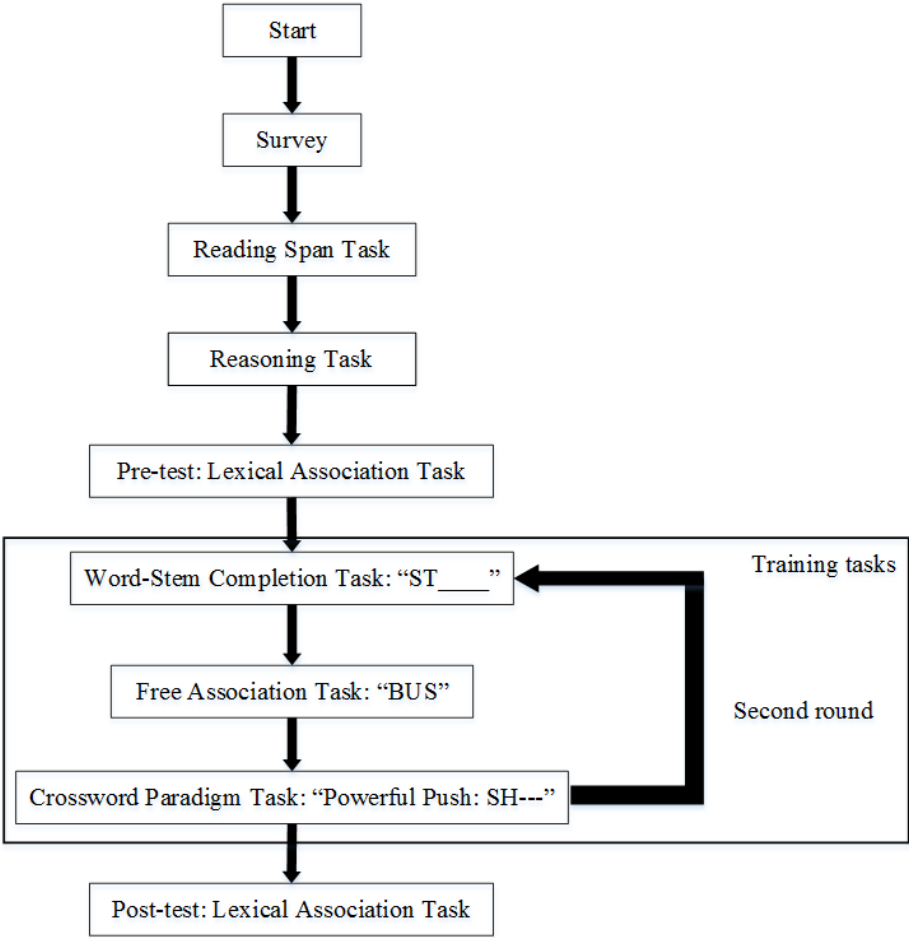 Start
Survey
Reading Span Task
Reasoning Task
Pre-test: Lexical Association Task
Training tasks
Word-Stem Completion Task: “ST____”
Free Association Task: “BUS”
Second round
Crossword Paradigm Task: “Powerful Push: SH---”
Post-test: Lexical Association Task